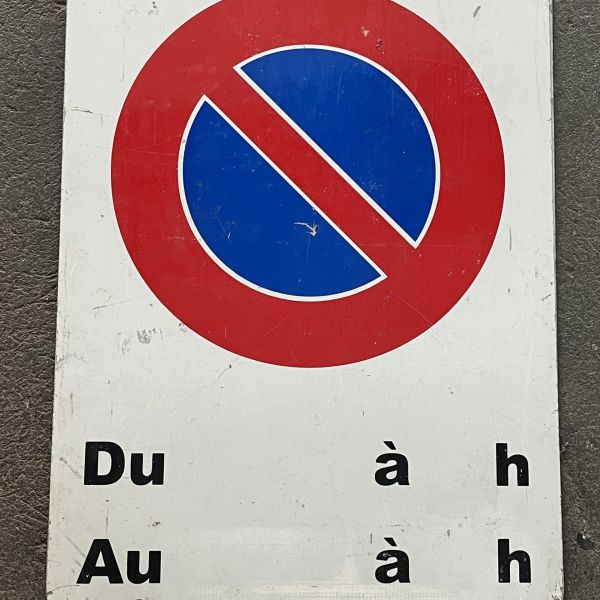 Du à h
Au à h